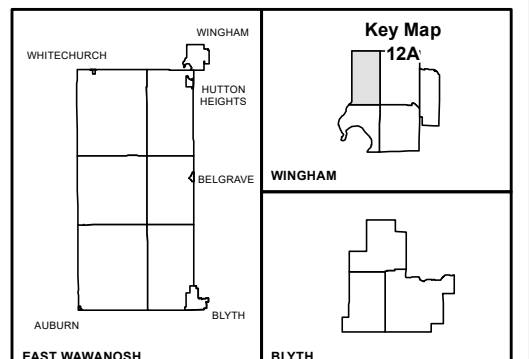 WINGHAM
WHITECHURCH
HUTTON
HEIGHTS
BELGRAVE
BLYTH
AUBURN
EAST WAWANOSH
Key Map
12A
WINGHAM
BLYTH